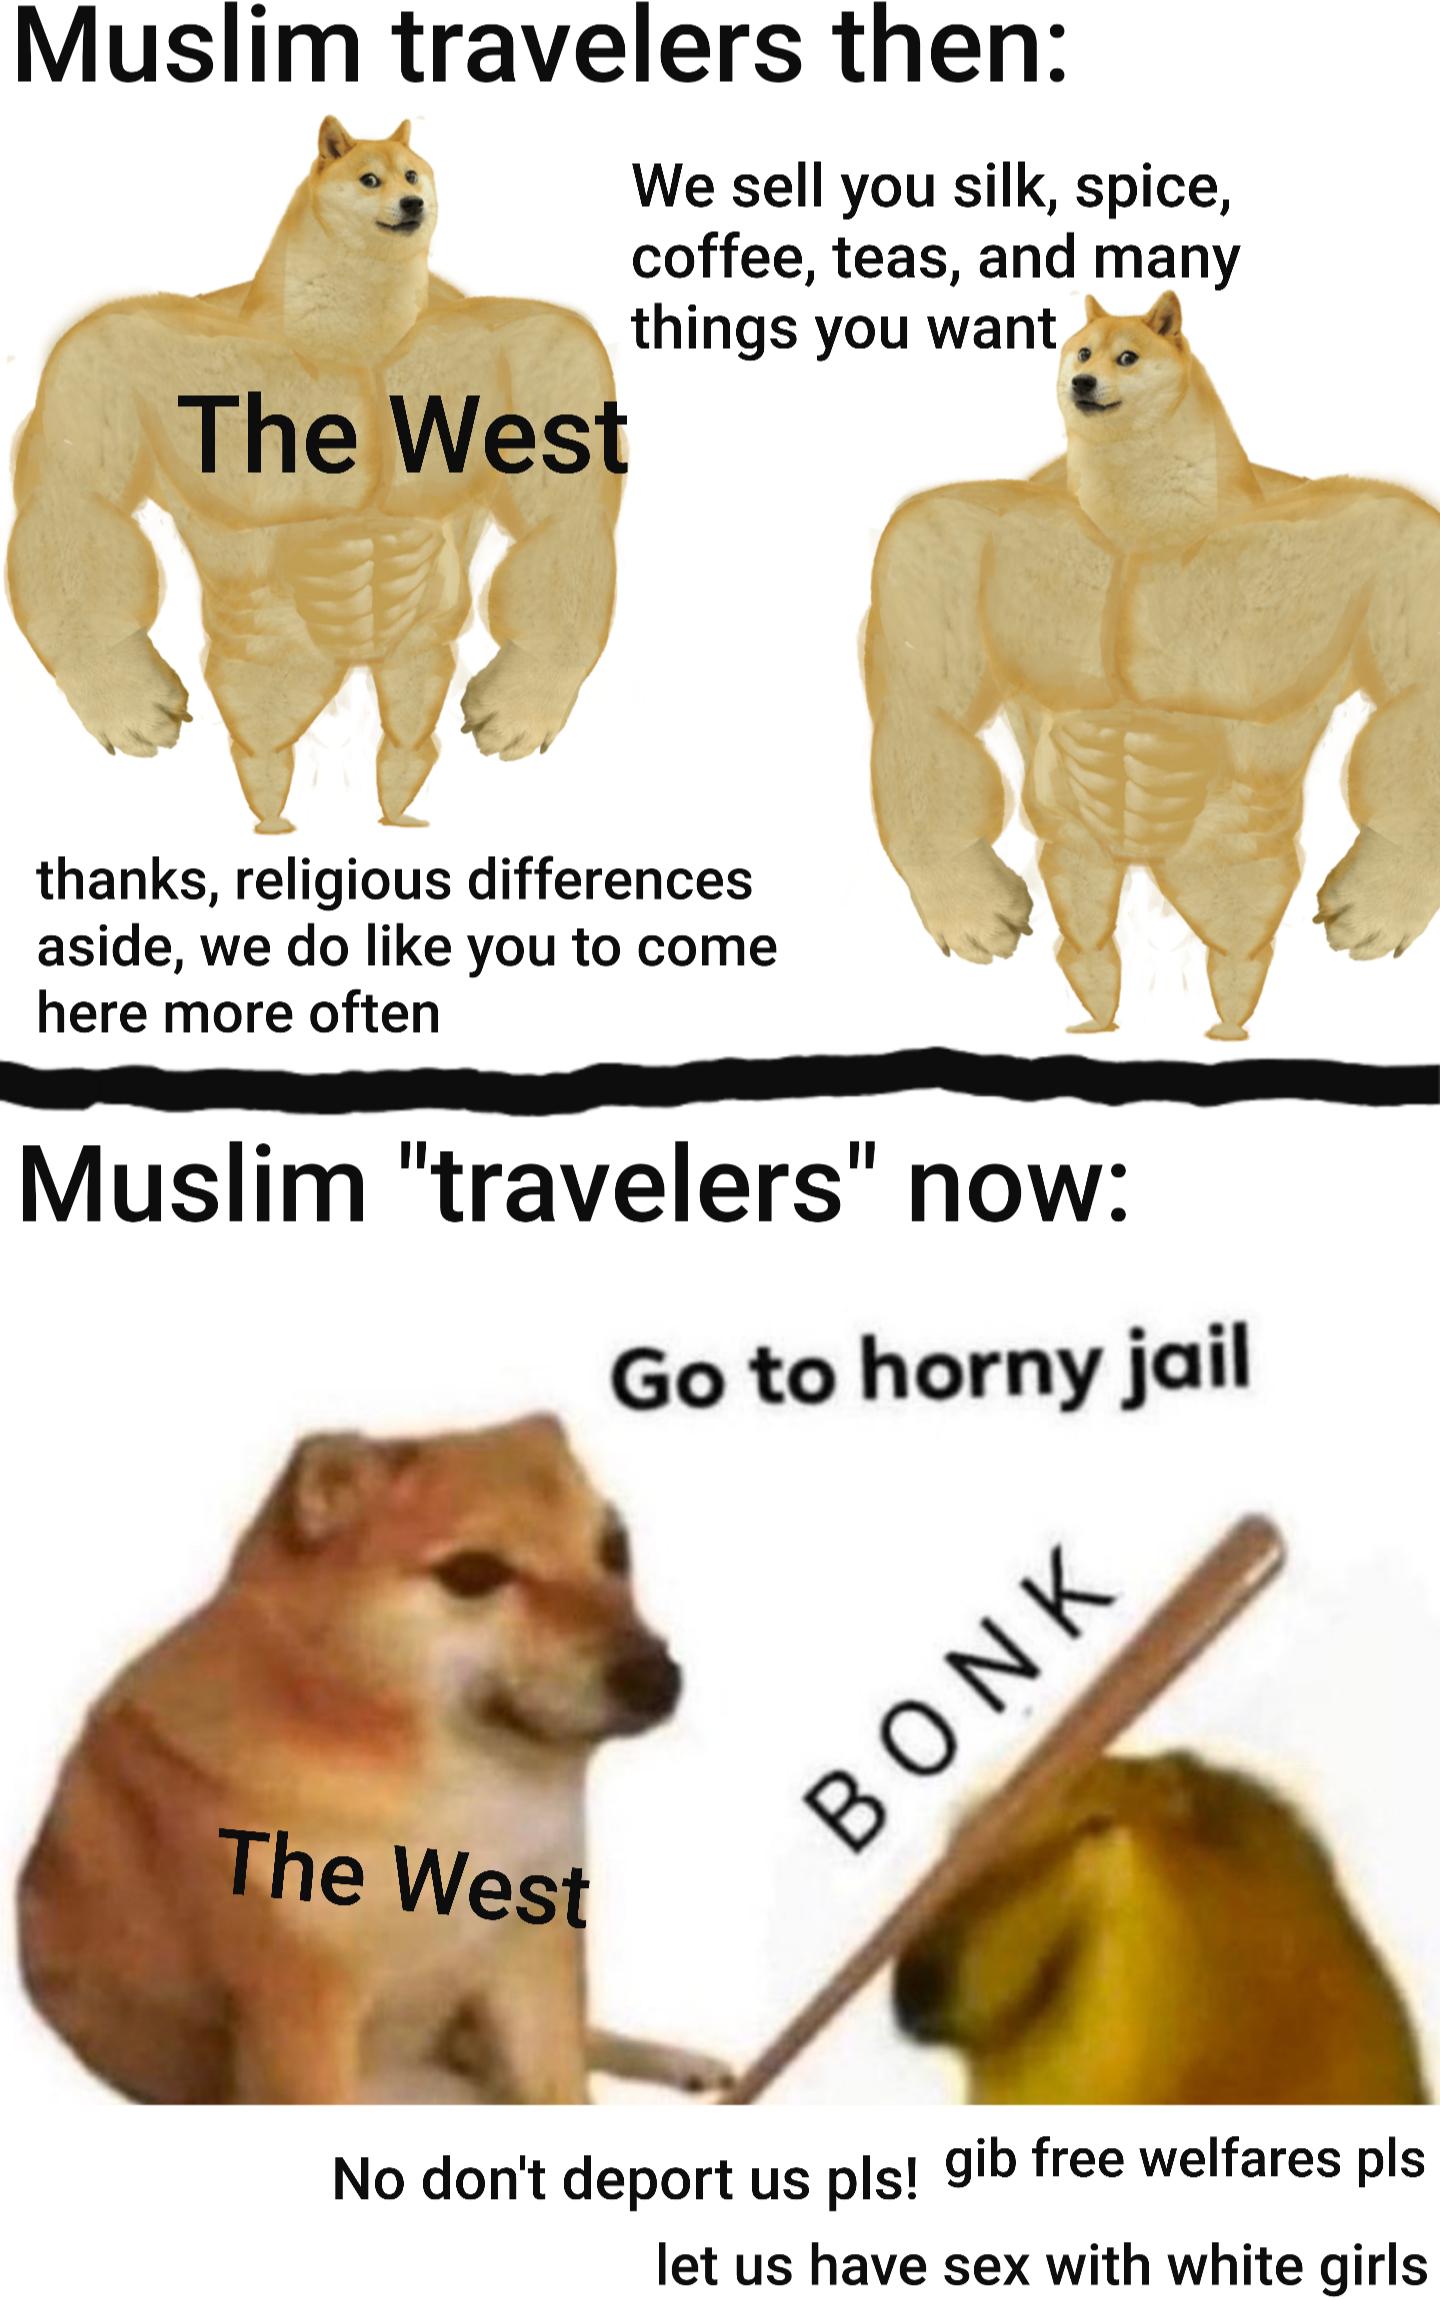 Muslim travelers then:
We sell you silk, spice,
coffee, teas, and many
things you want
The West
thanks, religious differences
aside, we do like you to come
here more often
Muslim "travelers" now:
Go to horny jail
BONK
The West
No don't deport us pls!
gib free welfares pls
let us have sex with white girls